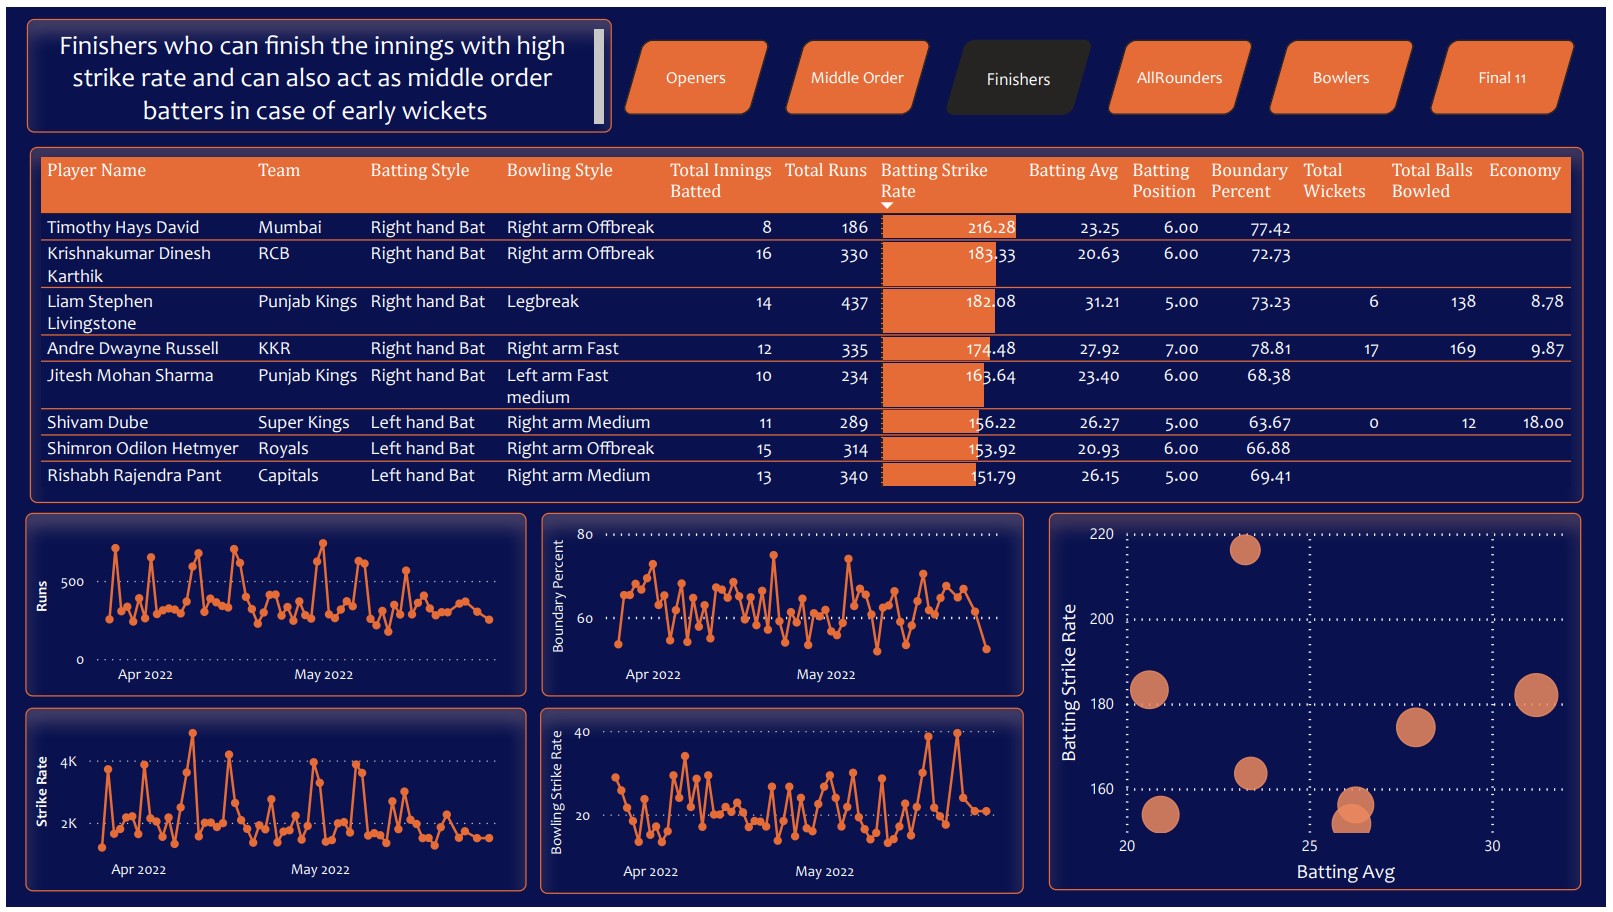 Finishers who can finish the innings with high
strike rate and can also act as middle order
batters in case of early wickets
Openers
Middle Order
Finishers
AllRounders
Bowlers
Final 11
Player Name Team Batting Style Bowling Style Total Innings Batted Total Runs Batting Strike Rate Batting Avg Batting Position Boundary Percent Total Wickets Total Balls Bowled Economy
Timothy Hays David Mumbai Right hand Bat Right arm Offbreak 8 186 216.28 23.25 6.00 77.42
Krishnakumar Dinesh Karthik RCB Right hand Bat Right arm Offbreak 16 330 183.33 20.63 6.00 72.73
Liam Stephen Livingstone Punjab Kings Right hand Bat Legbreak 14 437 182.08 31.21 5.00 73.23 6 138 8.78
Andre Dwayne Russell KKR Right hand Bat Right arm Fast 12 335 174.48 27.92 7.00 78.81 17 169 9.87
Jitesh Mohan Sharma Punjab Kings Right hand Bat Left arm Fast medium 10 234 163.64 23.40 6.00 68.38
Shivam Dube Super Kings Left hand Bat Right arm Medium 11 289 156.22 26.27 5.00 63.67 0 12 18.00
Shimron Odilon Hetmyer Royals Left hand Bat Right arm Offbreak 15 314 153.92 20.93 6.00 66.88
Rishabh Rajendra Pant Capitals Left hand Bat Right arm Medium 13 340 151.79 26.15 5.00 69.41
Runs
500
0
Apr 2022 May 2022
Boundary Percent
80
60
Apr 2022 May 2022
Strike Rate
4K
2K
Apr 2022 May 2022
Bowling Strike Rate
40
20
Apr 2022 May 2022
Batting Strike Rate
220
200
180
160
20 25 30
Batting Avg